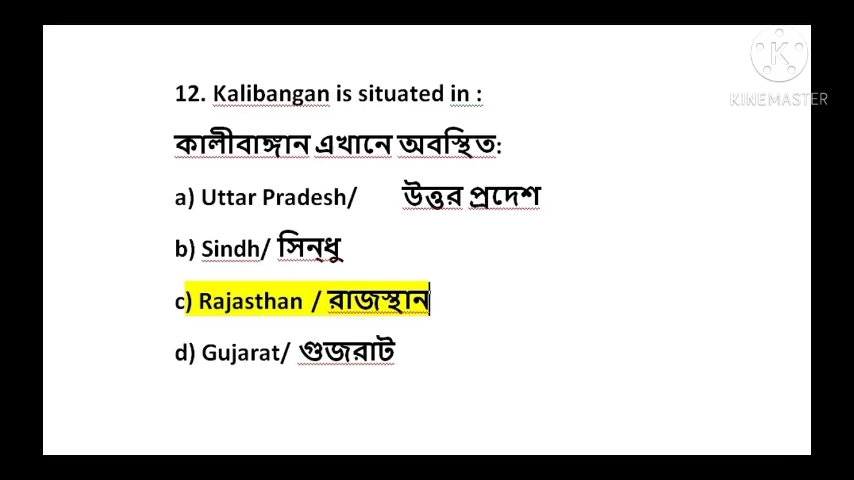 KINEMASTER
12. Kalibangan is situated in :
কালীবাঙ্গান এখানে অবস্থিত:
a) Uttar Pradesh/ উত্তর প্রদেশ
b) Sindh/ সিন্ধু
c) Rajasthan / রাজস্থান
d) Gujarat/ গুজরাট